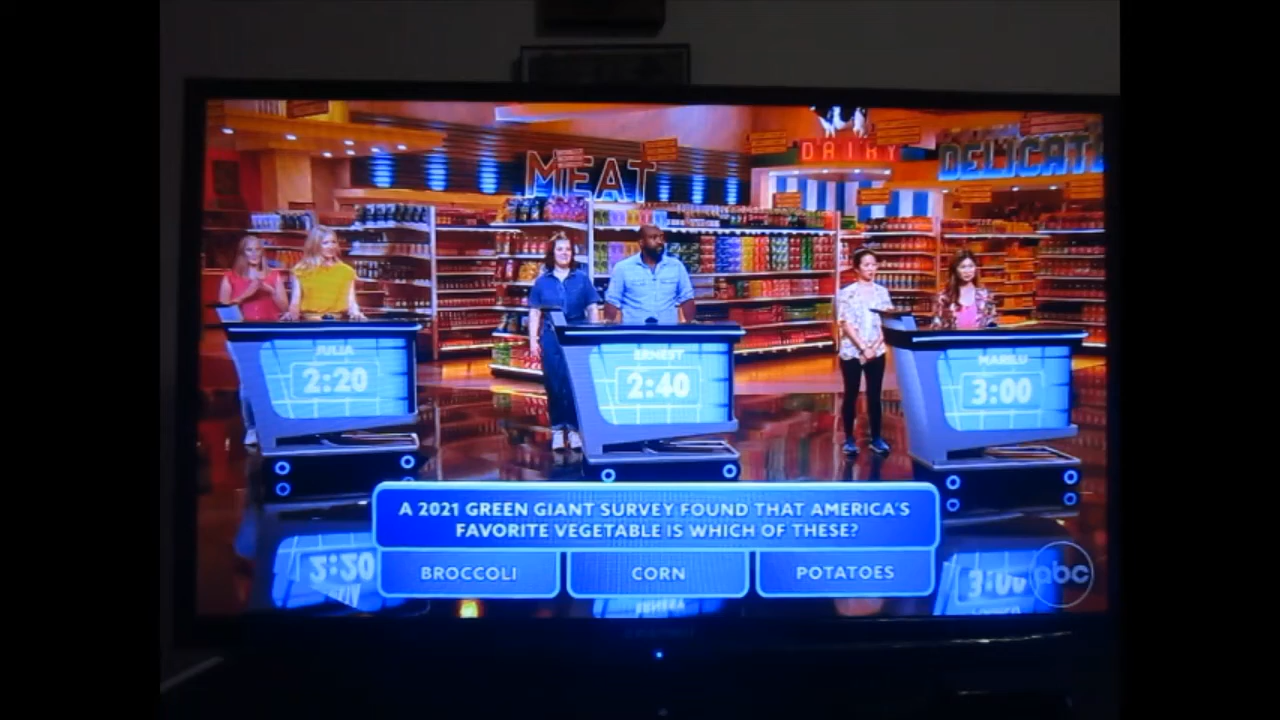 MEAT
DAIRY
DELICAT
JULIA
2:20
ERNEST
2:40
MARILU
3:00
A 2021 GREEN GIANT SURVEY FOUND THAT AMERICA'S
FAVORITE VEGETABLE IS WHICH OF THESE?
BROCCOLI
CORN
POTATOES
abc